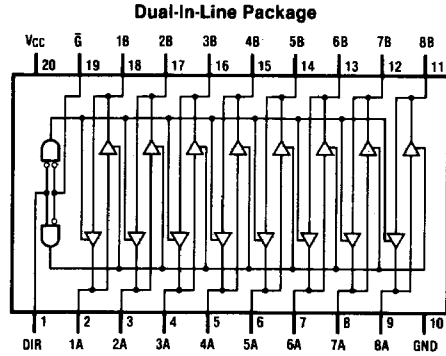 Dual-In-Line Package
VCC G̅ 1B 2B 3B 4B 5B 6B 7B 8B
20 19 18 17 16 15 14 13 12 11
1 2 3 4 5 6 7 8 9 10
DIR 1A 2A 3A 4A 5A 6A 7A 8A GND